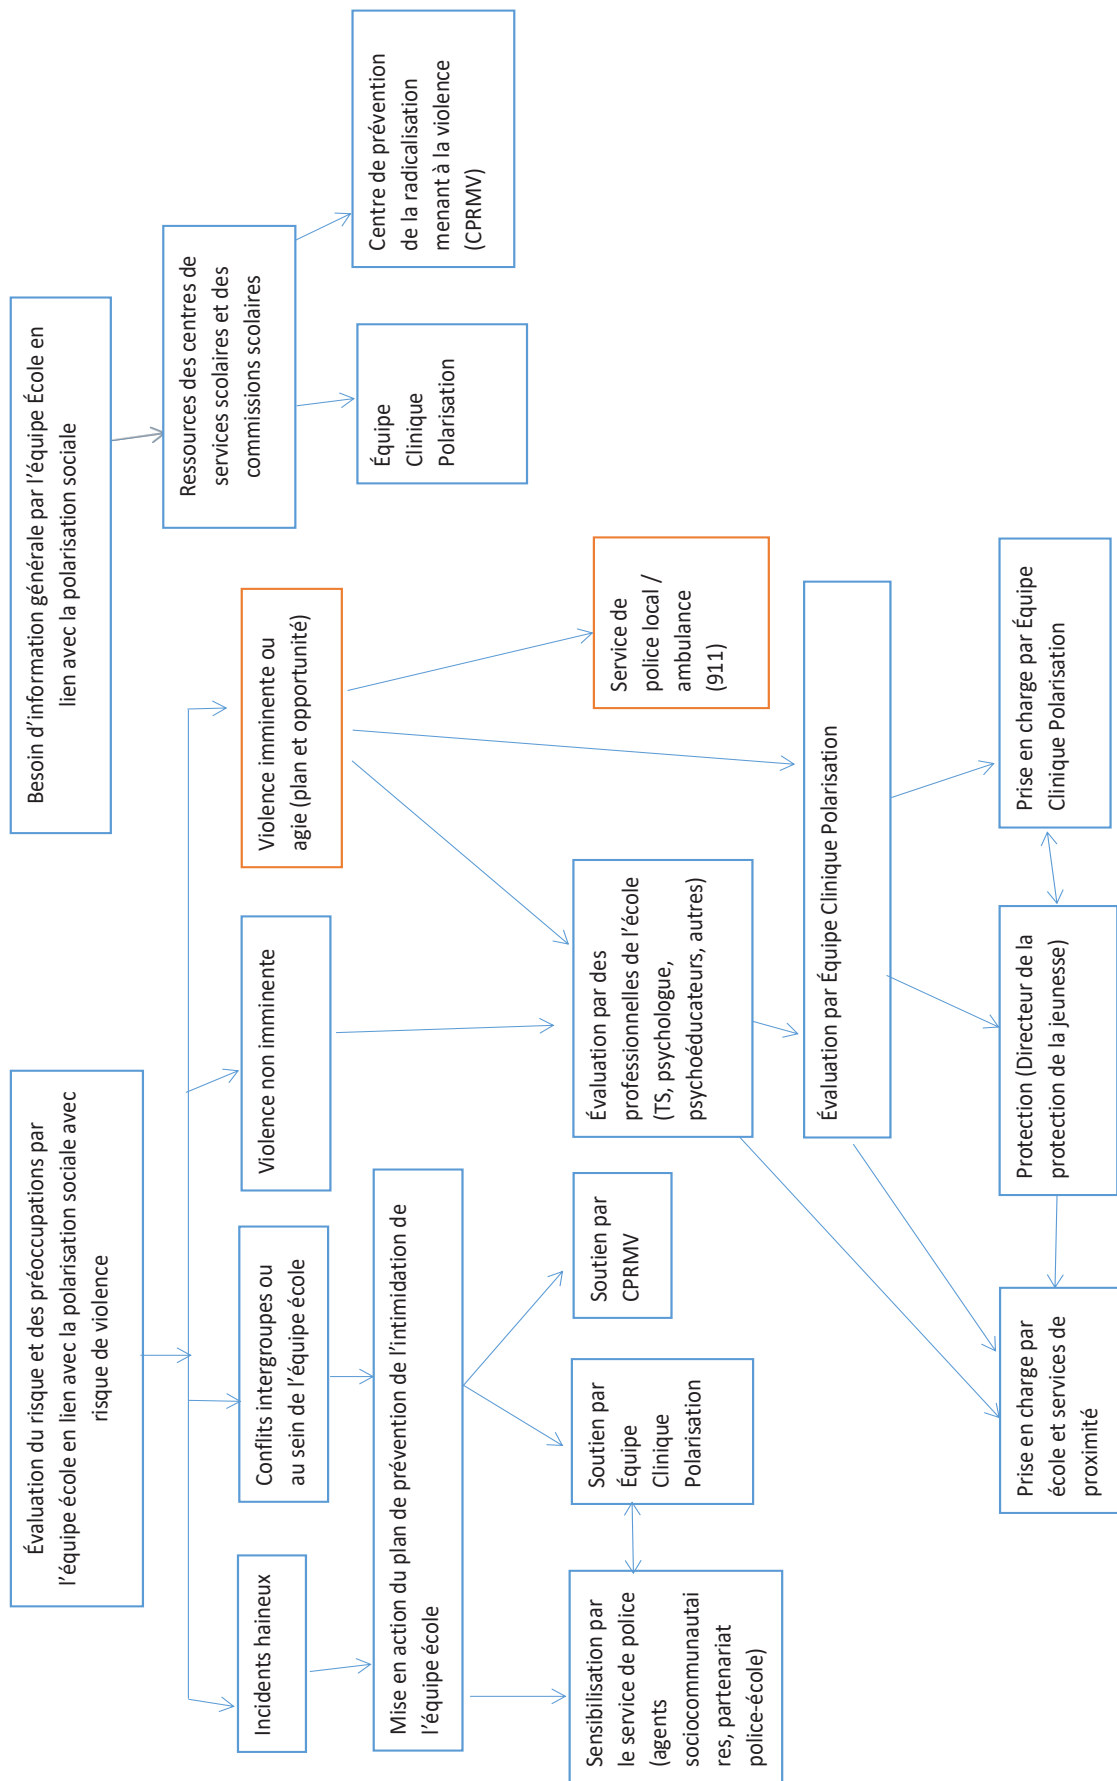 Évaluation du risque et des préoccupations par
l'équipe école en lien avec la polarisation sociale avec
risque de violence
Besoin d'information générale par l'équipe École en
lien avec la polarisation sociale
Incidents haineux
Conflits intergroupes ou
au sein de l'équipe école
Violence non imminente
Violence imminente ou
agie (plan et opportunité)
Ressources des centres de
services scolaires et des
commissions scolaires
Mise en action du plan de prévention de l'intimidation de
l'équipe école
Équipe
Clinique
Polarisation
Centre de prévention
de la radicalisation
menant à la violence
(CPRMV)
Sensibilisation par
le service de police
(agents
sociocommunautai
res, partenariat
police-école)
Soutien par
Équipe
Clinique
Polarisation
Soutien par
CPRMV
Évaluation par des
professionnelles de l'école
(TS, psychologue,
psychoéducateurs, autres)
Service de
police local /
ambulance
(911)
Évaluation par Équipe Clinique Polarisation
Prise en charge par
école et services de
proximité
Protection (Directeur de la
protection de la jeunesse)
Prise en charge par Équipe
Clinique Polarisation